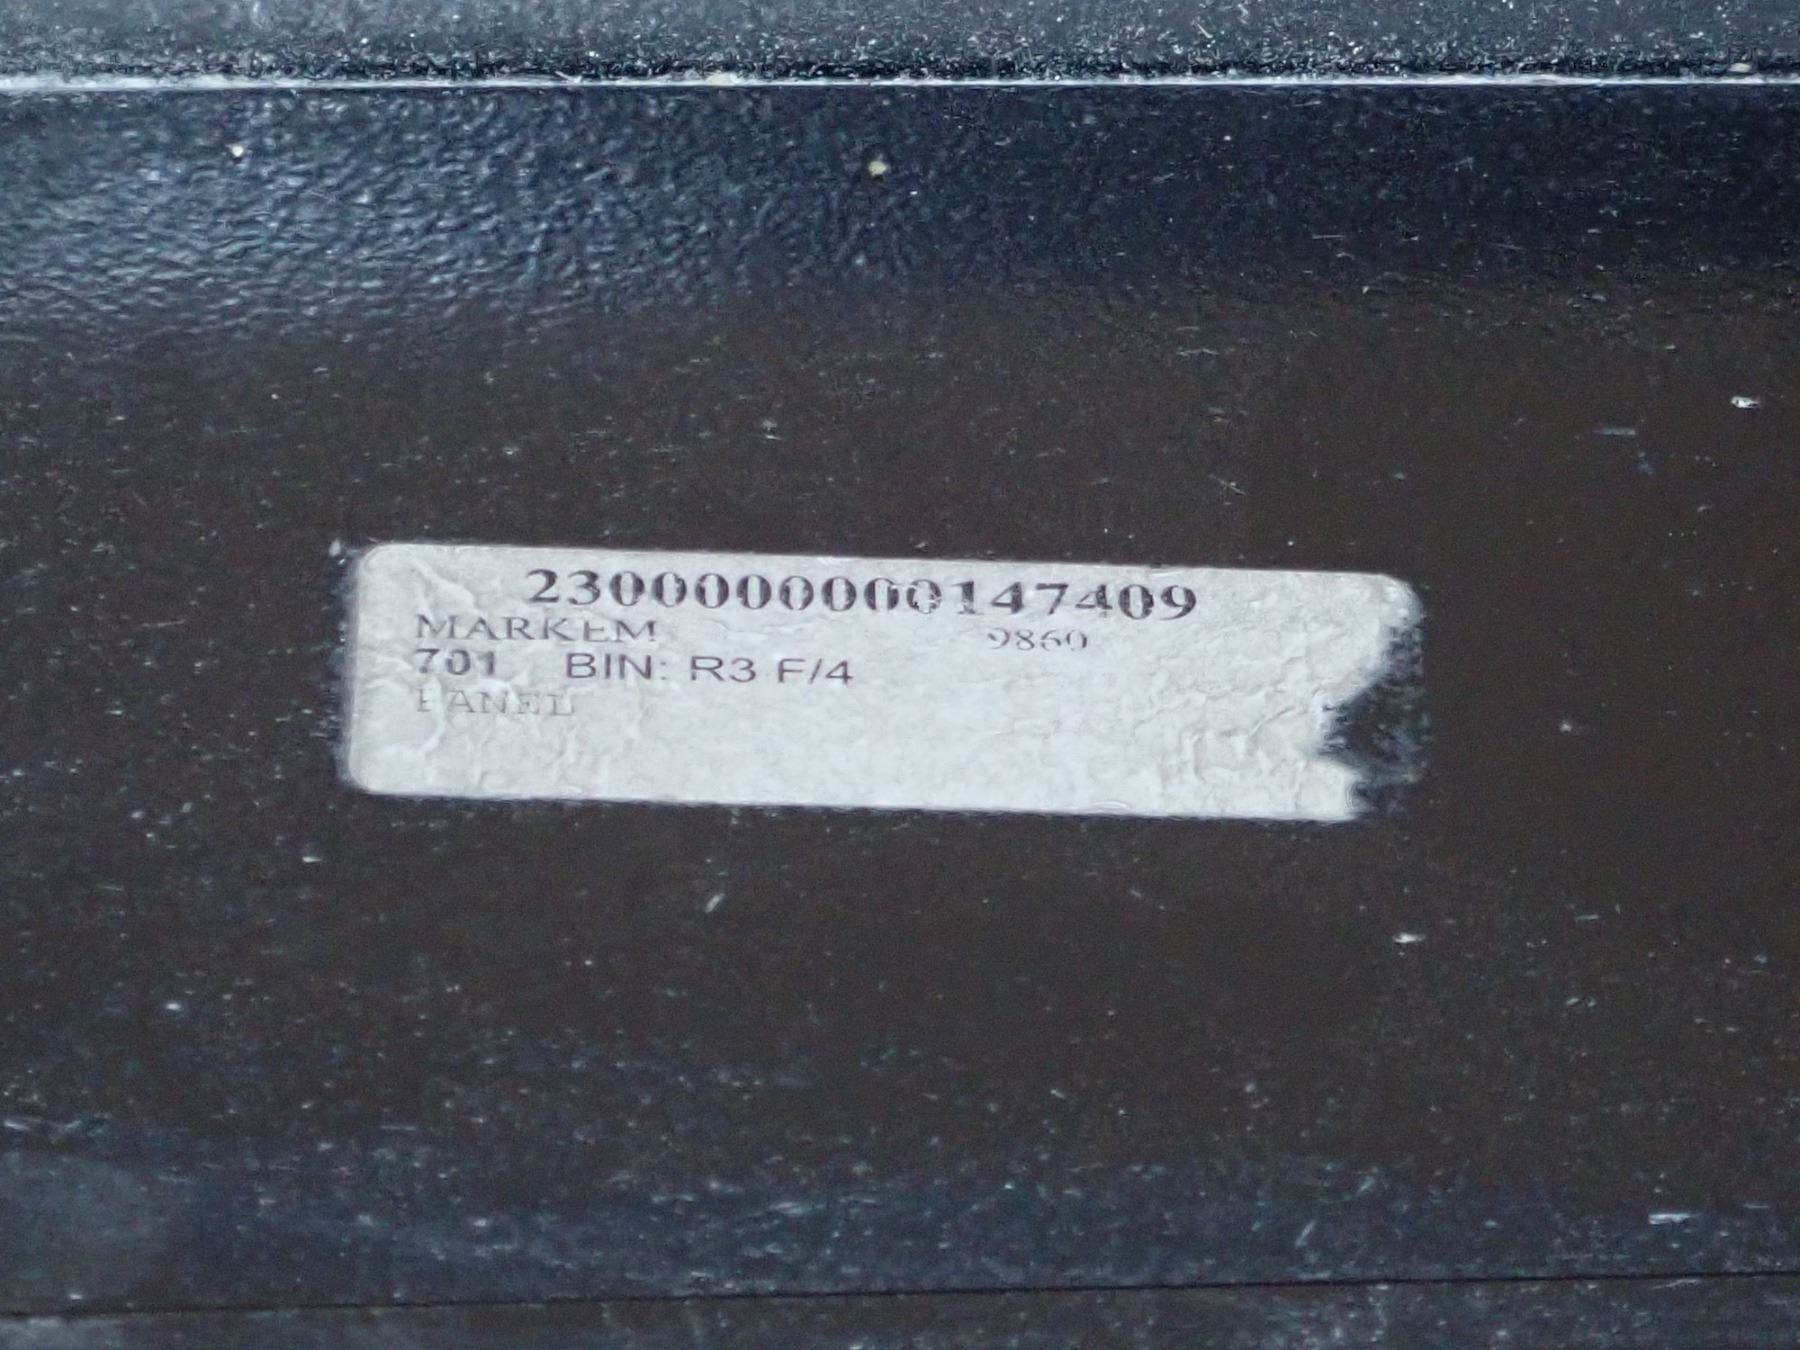 2300000000147409
MARKEM 9860
701 BIN: R3 F/4
PANEL